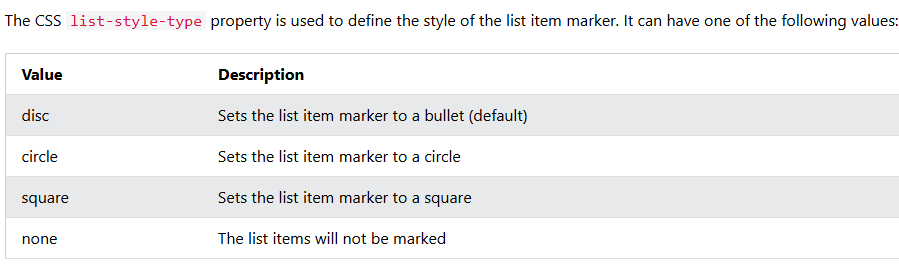 The CSS list-style-type property is used to define the style of the list item marker. It can have one of the following values:
Value Description
disc Sets the list item marker to a bullet (default)
circle Sets the list item marker to a circle
square Sets the list item marker to a square
none The list items will not be marked